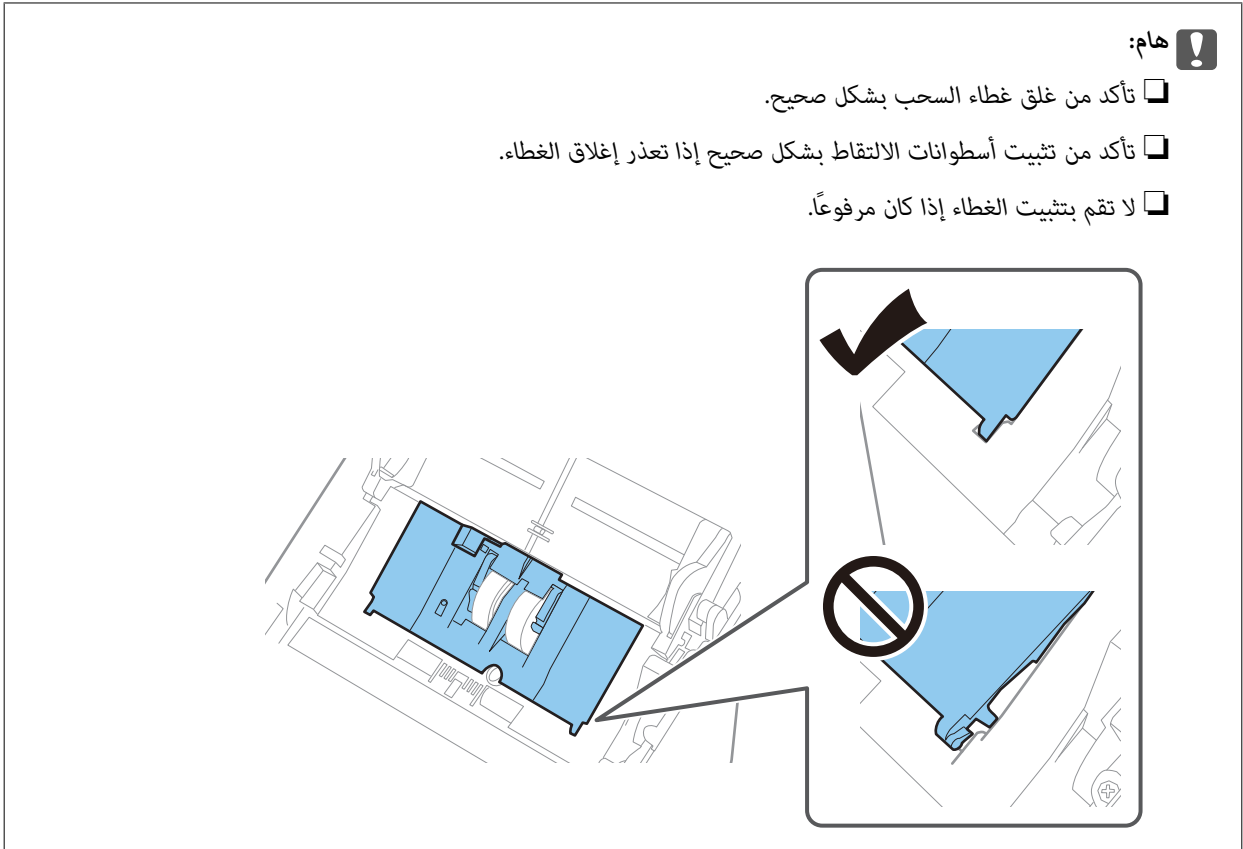 هام:
❏ تأكد من غلق غطاء السحب بشكل صحيح.
❏ تأكد من تثبيت أسطوانات الالتقاط بشكل صحيح إذا تعذر إغلاق الغطاء.
❏ لا تقم بتثبيت الغطاء إذا كان مرفوعًا.